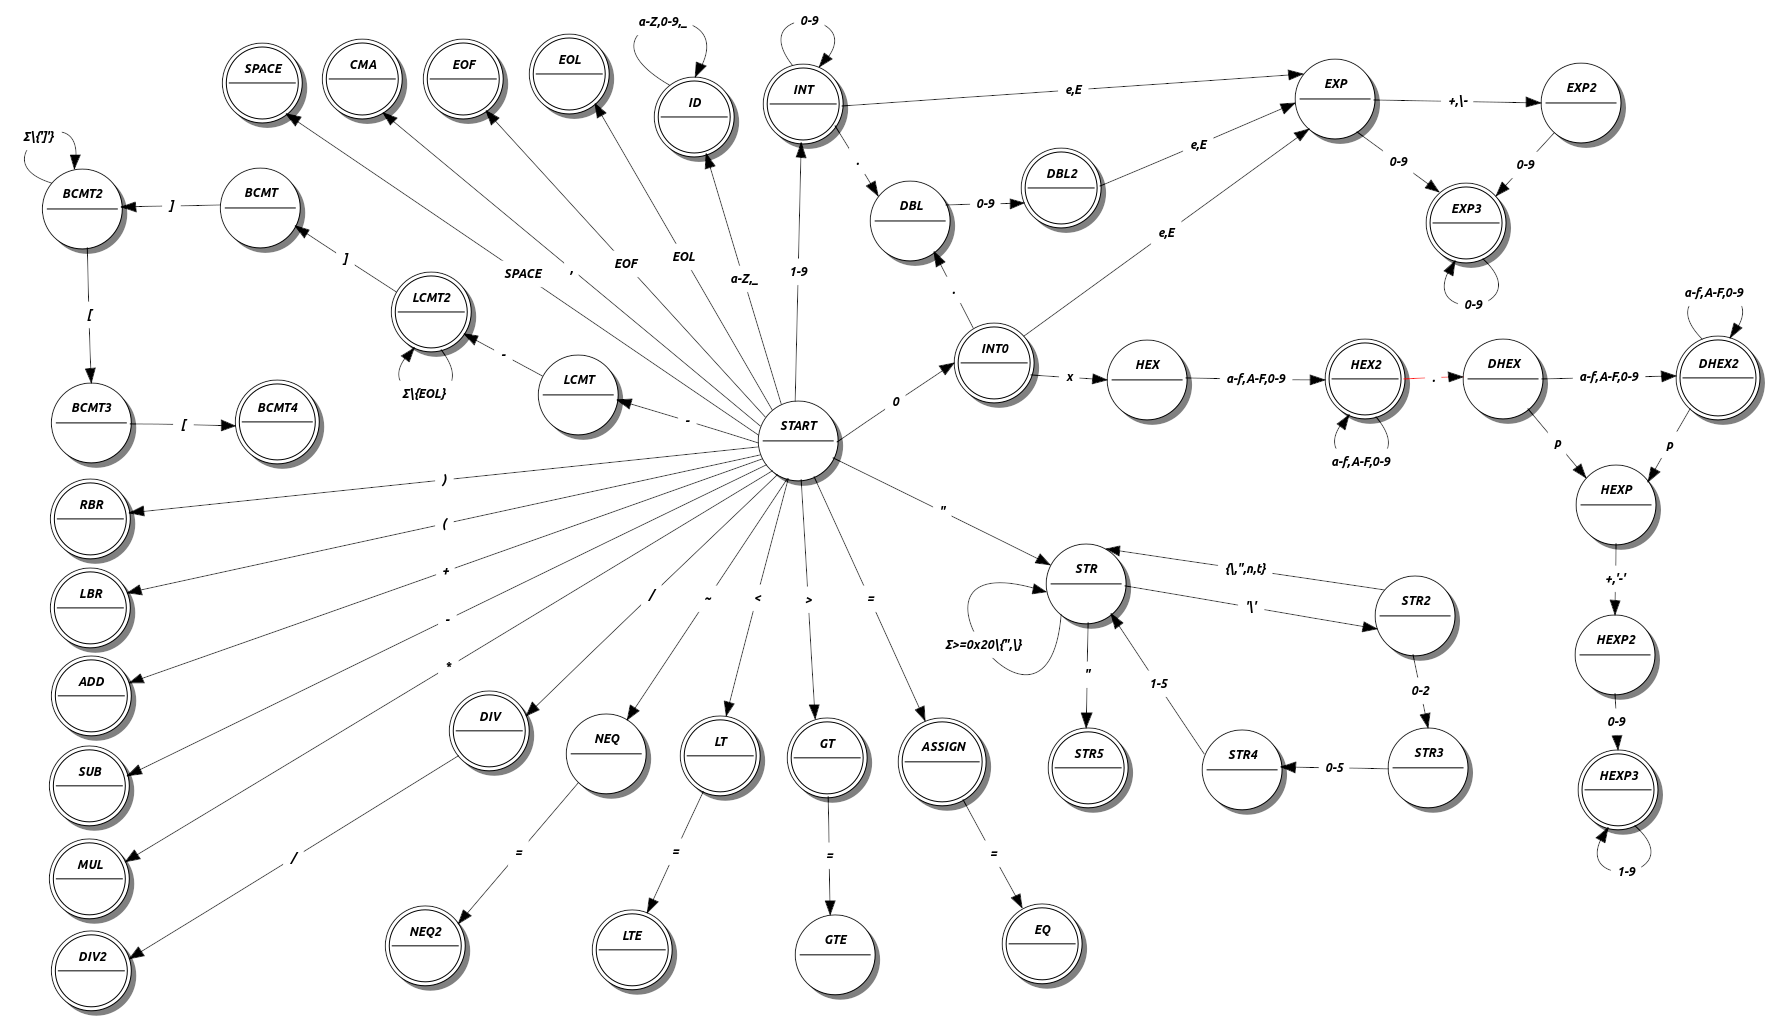 a-Z,0-9,_
0-9
SPACE
CMA
EOF
EOL
ID
INT
EXP
EXP2
e,E
+,\-
Σ\{']'}
.
e,E
0-9
0-9
BCMT2
BCMT
]
DBL
0-9
DBL2
EXP3
e,E
]
SPACE
,
EOF
EOL
a-Z,_
1-9
.
0-9
a-f,A-F,0-9
[
LCMT2
-
INT0
x
HEX
a-f,A-F,0-9
HEX2
.
DHEX
a-f,A-F,0-9
DHEX2
Σ\{EOL}
LCMT
-
0
BCMT3
[
BCMT4
START
a-f,A-F,0-9
p
p
)
RBR
HEXP
"
(
LBR
+
-
*
/
~
<
>
=
STR
{\,",n,t}
'\'
STR2
+,'-'
Σ>=0x20\{",\}
HEXP2
ADD
"
1-5
0-2
0-9
DIV
NEQ
LT
GT
ASSIGN
STR5
STR4
0-5
STR3
SUB
HEXP3
MUL
/
=
=
=
=
1-9
DIV2
NEQ2
LTE
GTE
EQ